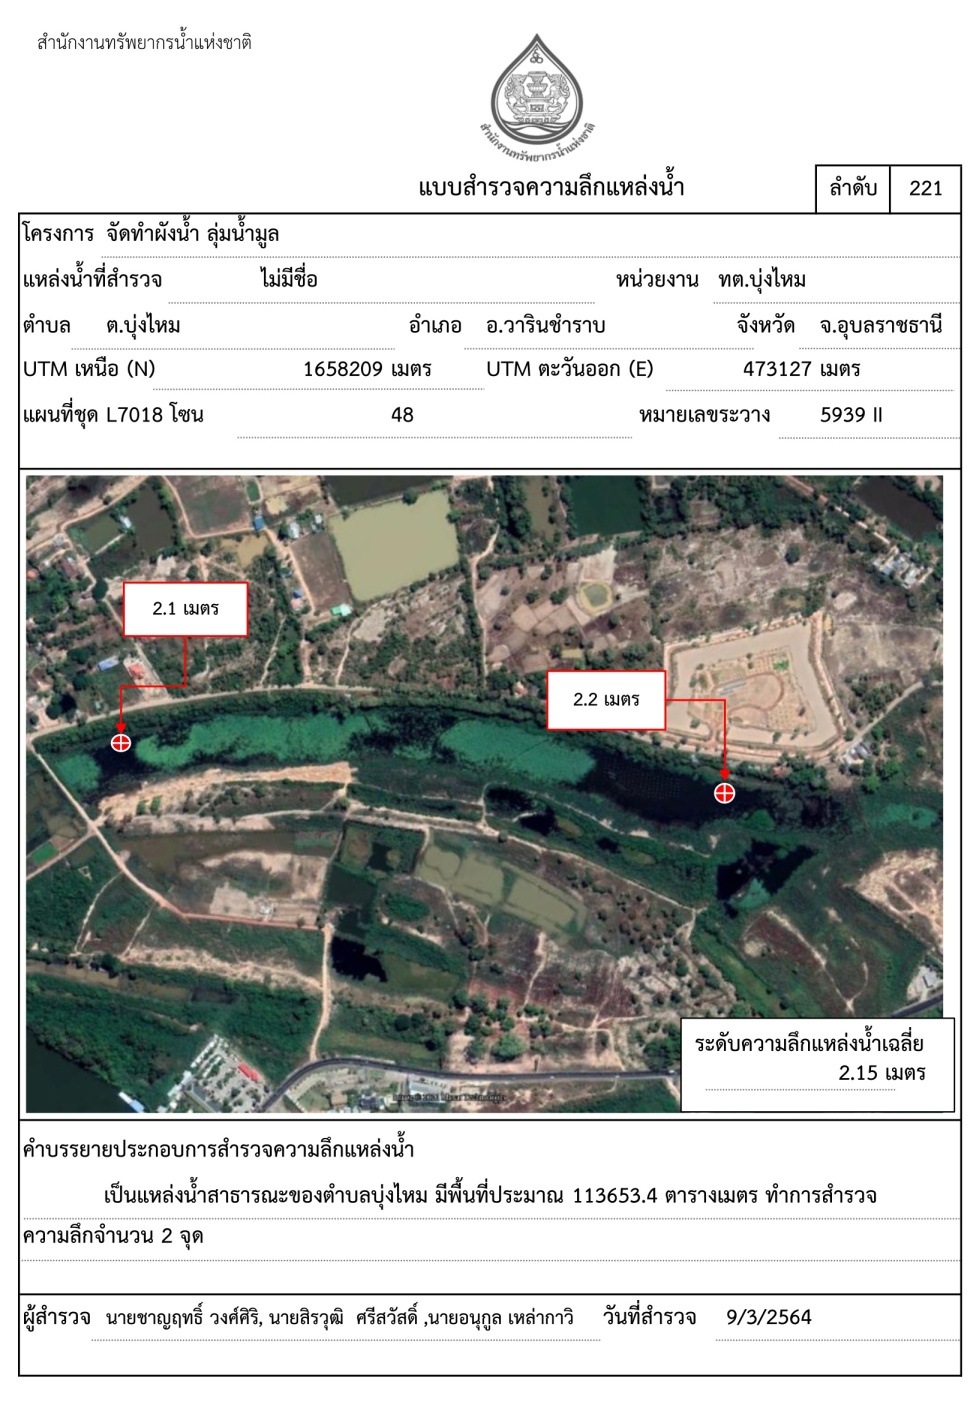 สำนักงานทรัพยากรน้ำแห่งชาติ
สำนักงานทรัพยากรน้ำแห่งชาติ
แบบสำรวจความลึกแหล่งน้ำ
ลำดับ 221
โครงการ จัดทำผังน้ำ ลุ่มน้ำมูล
แหล่งน้ำที่สำรวจ ไม่มีชื่อ หน่วยงาน ทต.บุ่งไหม
ตำบล ต.บุ่งไหม อำเภอ อ.วารินชำราบ จังหวัด จ.อุบลราชธานี
UTM เหนือ (N) 1658209 เมตร UTM ตะวันออก (E) 473127 เมตร
แผนที่ชุด L7018 โซน 48 หมายเลขระวาง 5939 II
2.1 เมตร
2.2 เมตร
ระดับความลึกแหล่งน้ำเฉลี่ย
2.15 เมตร
คำบรรยายประกอบการสำรวจความลึกแหล่งน้ำ
เป็นแหล่งน้ำสาธารณะของตำบลบุ่งไหม มีพื้นที่ประมาณ 113653.4 ตารางเมตร ทำการสำรวจ
ความลึกจำนวน 2 จุด
ผู้สำรวจ นายชาญฤทธิ์ วงศ์ศิริ, นายสิรวุฒิ ศรีสวัสดิ์ ,นายอนุกูล เหล่ากาวิ วันที่สำรวจ 9/3/2564